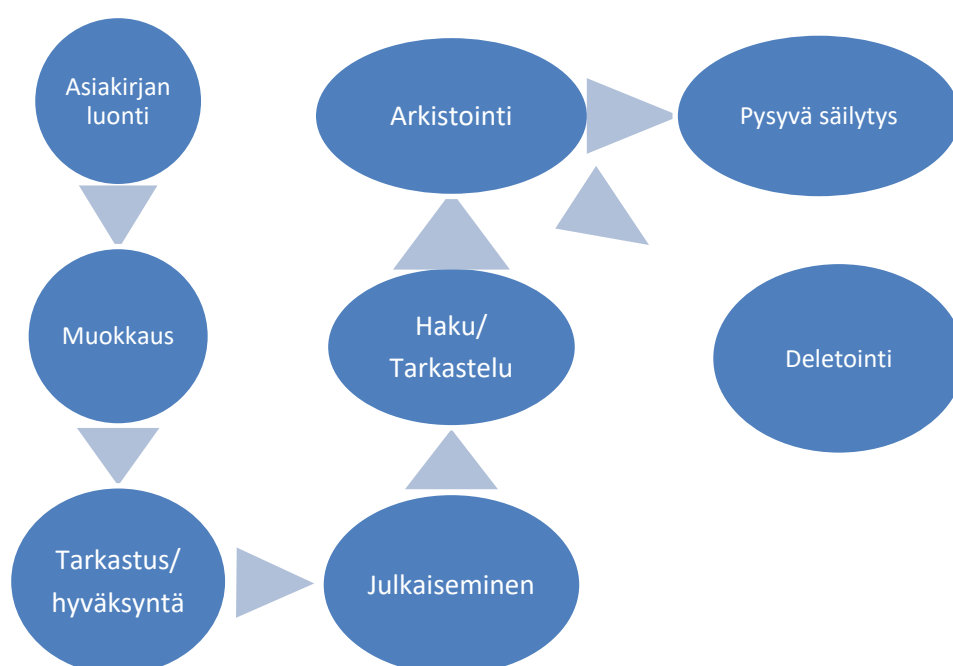 Asiakirjan
luonti
Muokkaus
Tarkastus/
hyväksyntä
Julkaiseminen
Haku/
Tarkastelu
Arkistointi
Pysyvä säilytys
Deletointi